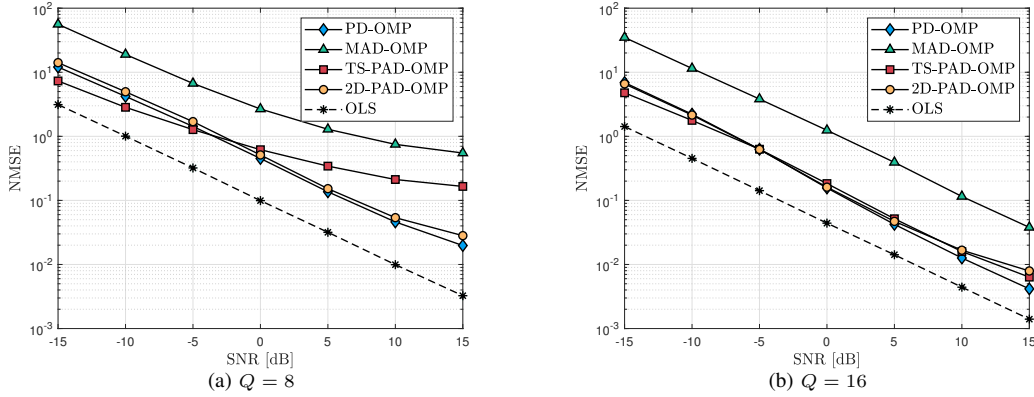 10^2
10^1
10^0
10^-1
10^-2
10^-3
NMSE
-15 -10 -5 0 5 10 15
SNR [dB]
PD-OMP
MAD-OMP
TS-PAD-OMP
2D-PAD-OMP
OLS
(a) Q = 8
10^2
10^1
10^0
10^-1
10^-2
10^-3
NMSE
-15 -10 -5 0 5 10 15
SNR [dB]
PD-OMP
MAD-OMP
TS-PAD-OMP
2D-PAD-OMP
OLS
(b) Q = 16